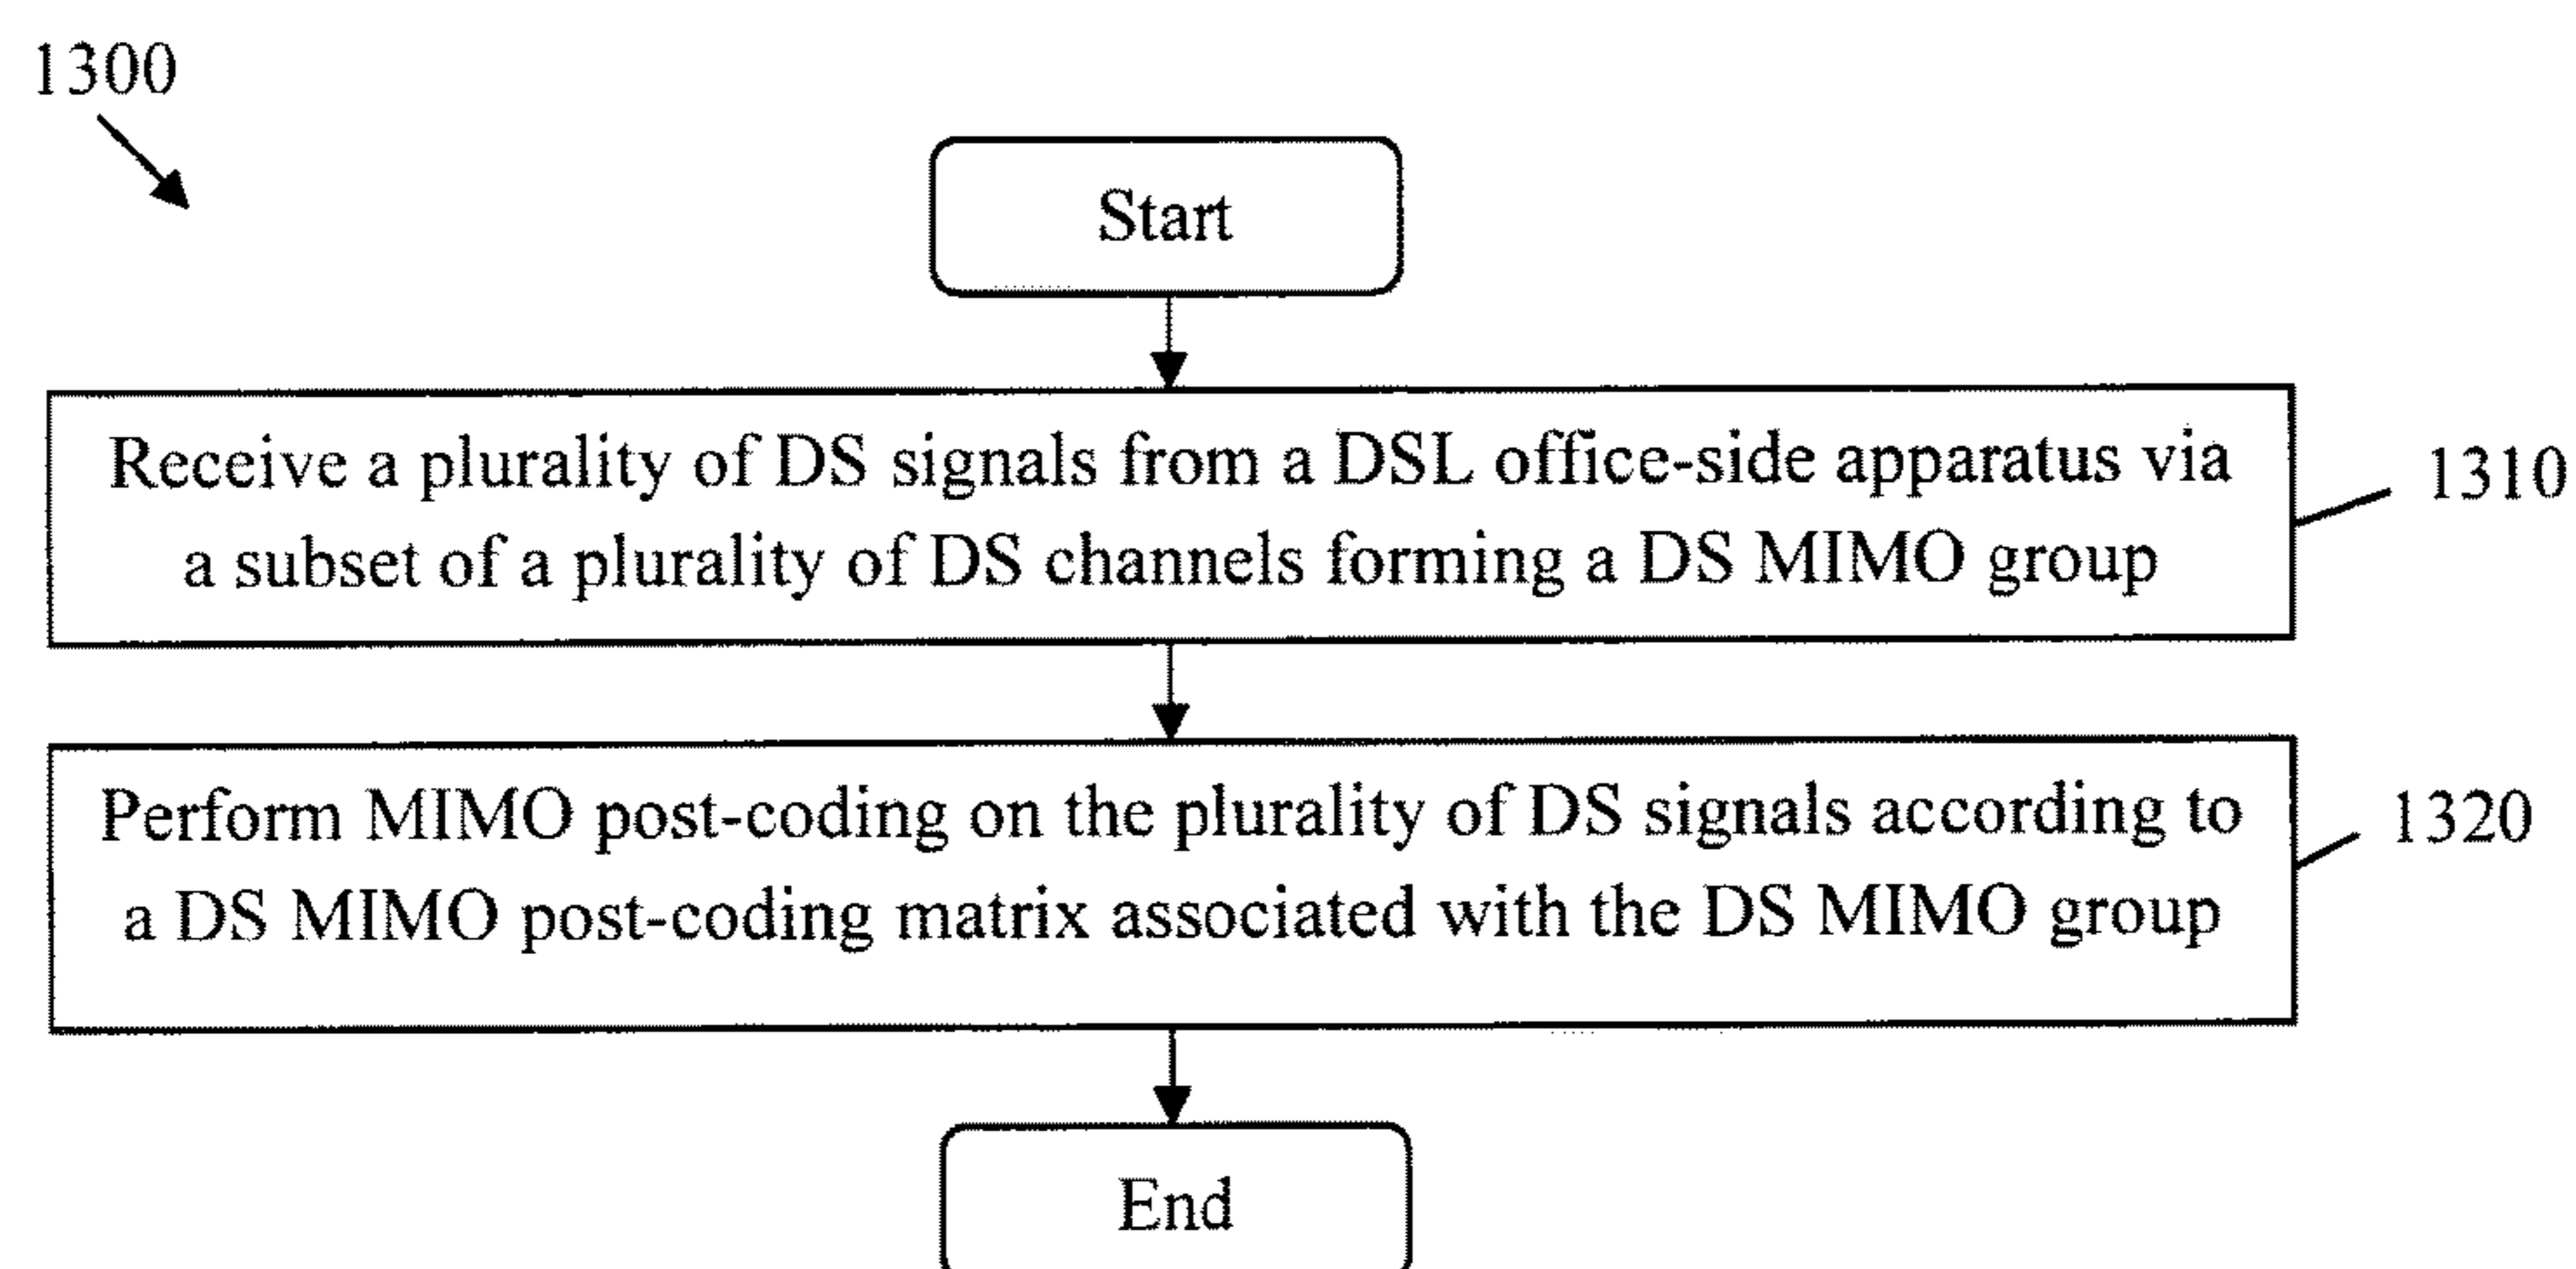 1300
Start
Receive a plurality of DS signals from a DSL office-side apparatus via
a subset of a plurality of DS channels forming a DS MIMO group
1310
Perform MIMO post-coding on the plurality of DS signals according to
a DS MIMO post-coding matrix associated with the DS MIMO group
1320
End